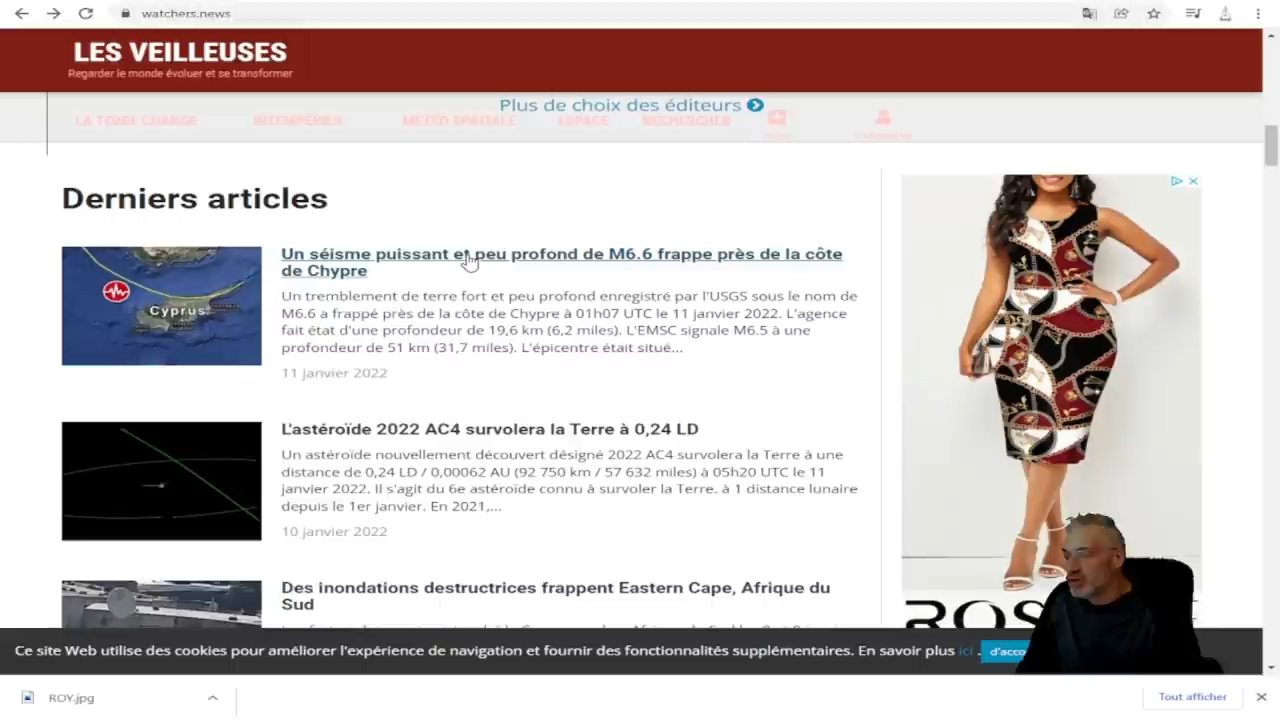 watchers.news
LES VEILLEUSES
Regarder le monde évoluer et se transformer
Plus de choix des éditeurs
LA TERRE CHANGE INTEMPÉRIES MÉTÉO SPATIALE ESPACE RECHERCHER
Derniers articles
Un séisme puissant et peu profond de M6.6 frappe près de la côte
de Chypre
Cyprus
Un tremblement de terre fort et peu profond enregistré par l'USGS sous le nom de
M6.6 a frappé près de la côte de Chypre à 01h07 UTC le 11 janvier 2022. L'agence
fait état d'une profondeur de 19,6 km (6,2 miles). L'EMSC signale M6.5 à une
profondeur de 51 km (31,7 miles). L'épicentre était situé...
11 janvier 2022
L'astéroïde 2022 AC4 survolera la Terre à 0,24 LD
Un astéroïde nouvellement découvert désigné 2022 AC4 survolera la Terre à une
distance de 0,24 LD / 0,00062 AU (92 750 km / 57 632 miles) à 05h20 UTC le 11
janvier 2022. Il s'agit du 6e astéroïde connu à survoler la Terre. à 1 distance lunaire
depuis le 1er janvier. En 2021,...
10 janvier 2022
Des inondations destructrices frappent Eastern Cape, Afrique du
Sud
ROS
Ce site Web utilise des cookies pour améliorer l'expérience de navigation et fournir des fonctionnalités supplémentaires. En savoir plus ici . d'acco
ROY.jpg
Tout afficher